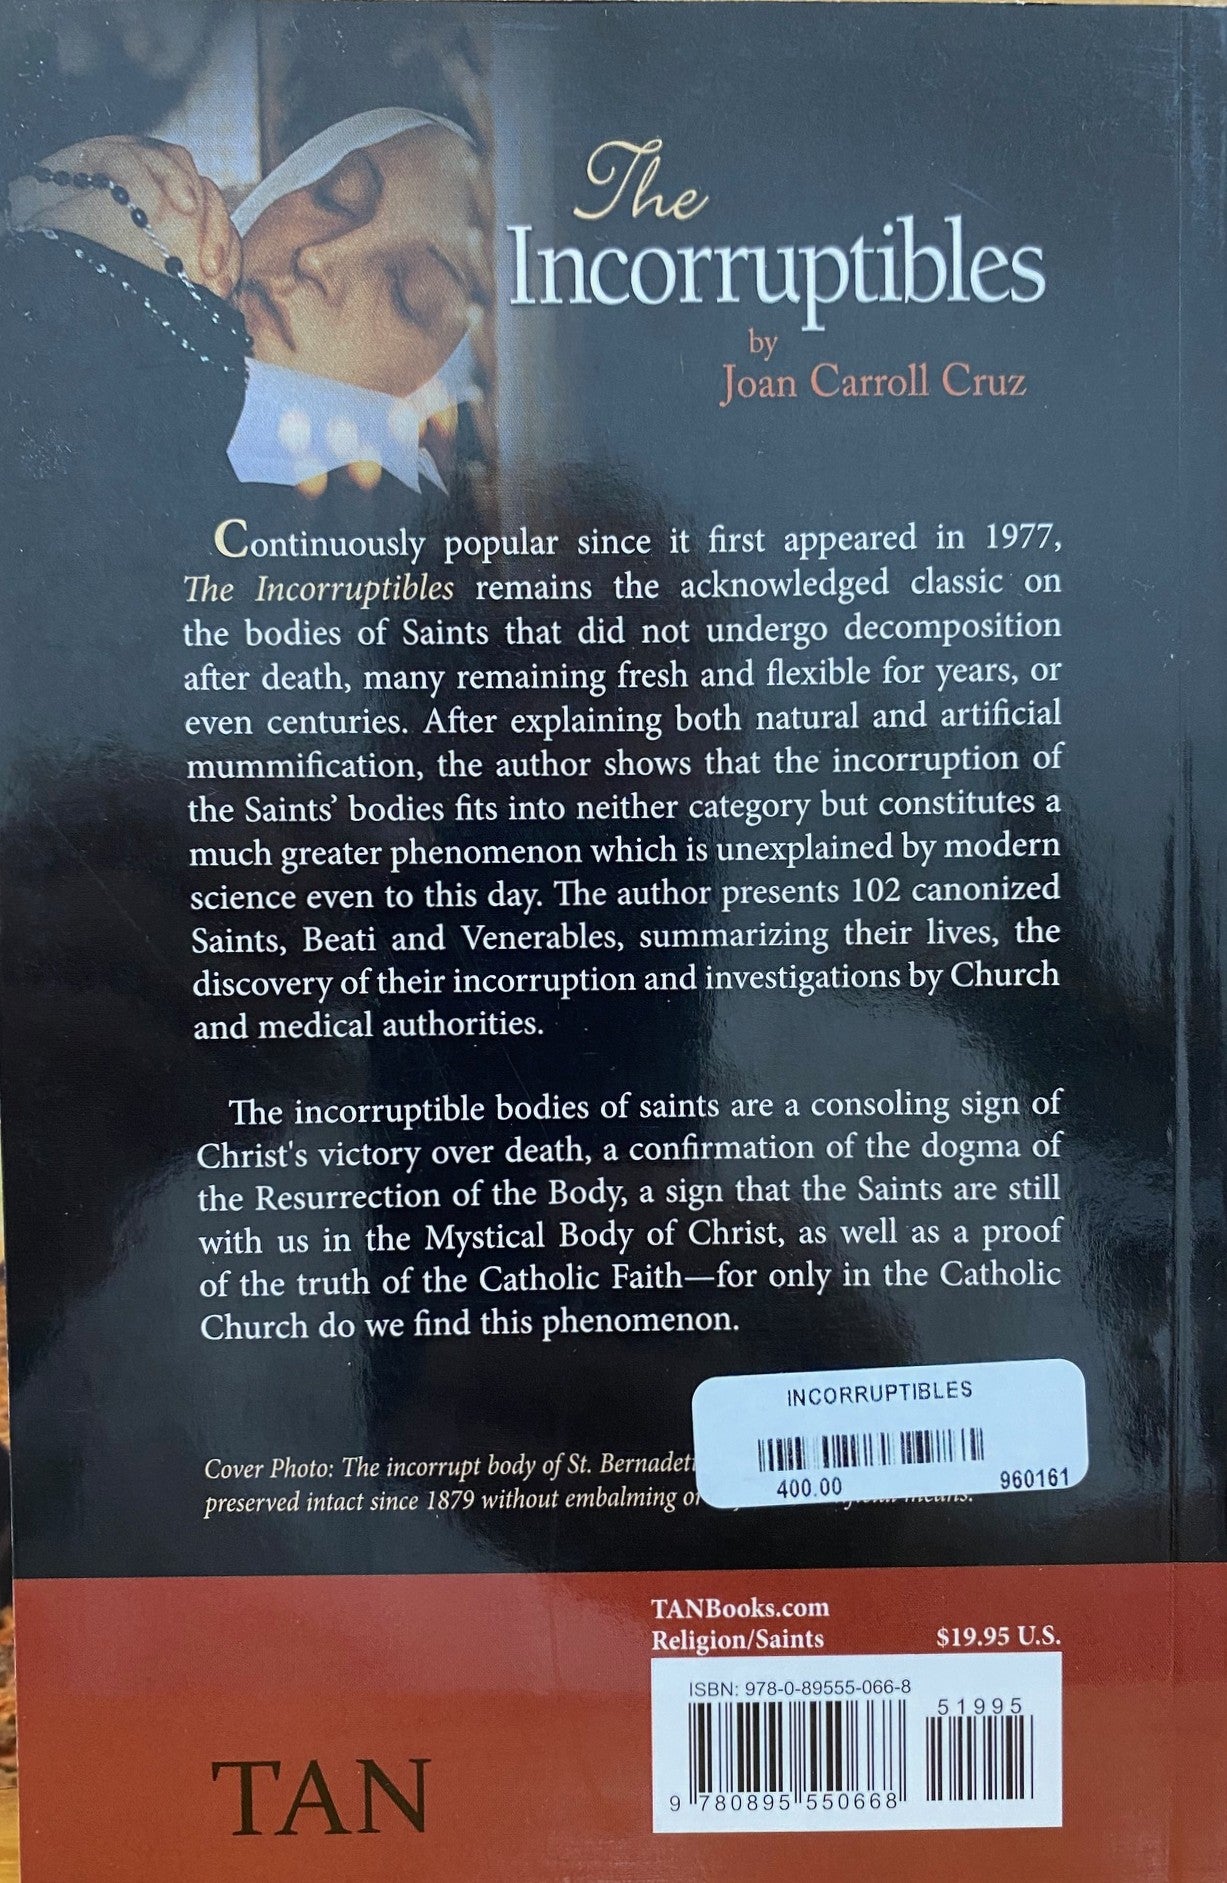 The
Incorruptibles
by
Joan Carroll Cruz
Continuously popular since it first appeared in 1977,
The Incorruptibles remains the acknowledged classic on
the bodies of Saints that did not undergo decomposition
after death, many remaining fresh and flexible for years, or
even centuries. After explaining both natural and artificial
mummification, the author shows that the incorruption of
the Saints’ bodies fits into neither category but constitutes a
much greater phenomenon which is unexplained by modern
science even to this day. The author presents 102 canonized
Saints, Beati and Venerables, summarizing their lives, the
discovery of their incorruption and investigations by Church
and medical authorities.
The incorruptible bodies of saints are a consoling sign of
Christ's victory over death, a confirmation of the dogma of
the Resurrection of the Body, a sign that the Saints are still
with us in the Mystical Body of Christ, as well as a proof
of the truth of the Catholic Faith—for only in the Catholic
Church do we find this phenomenon.
INCORRUPTIBLES
400.00 960161
Cover Photo: The incorrupt body of St.
preserved intact since 1879 without embalming means.
TANBooks.com
Religion/Saints $19.95 U.S.
ISBN: 978-0-89555-066-8
51995
9 780895 550668
TAN